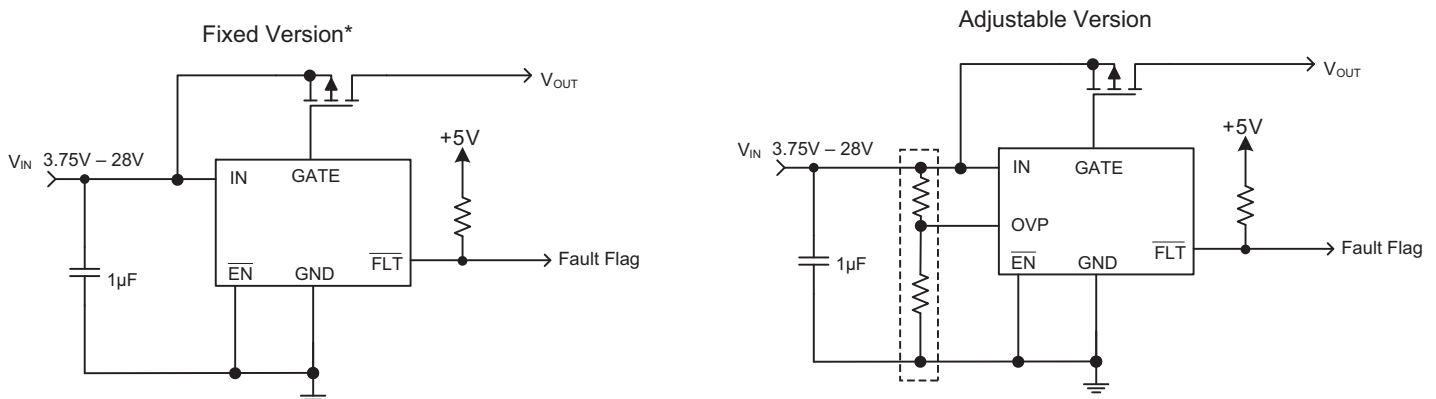 Fixed Version*
V_OUT
+5V
V_IN 3.75V – 28V
IN
GATE
FLT
Fault Flag
EN
GND
1µF
Adjustable Version
V_OUT
+5V
V_IN 3.75V – 28V
IN
GATE
OVP
FLT
Fault Flag
EN
GND
1µF